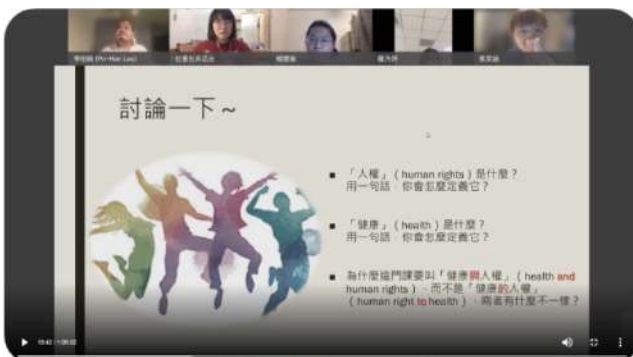 (Po-Han Lee)
討論一下~
■ 「人權」(human rights)是什麼?
用一句話,你會怎麼定義它?
■ 「健康」(health)是什麼?
用一句話,你會怎麼定義它?
■ 為什麼這門課要叫「健康與人權」(health and
human rights),而不是「健康的人權」
(human right to health),兩者有什麼不一樣?